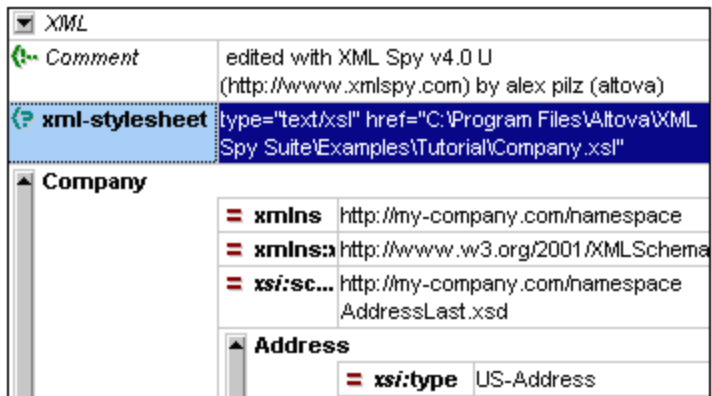 XML
Comment edited with XML Spy v4.0 U
(http://www.xmlspy.com) by alex pilz (altova)
xml-stylesheet type="text/xsl" href="C:\Program Files\Altova\XML
Spy Suite\Examples\Tutorial\Company.xsl"
Company
= xmlns http://my-company.com/namespace
= xmlns:x http://www.w3.org/2001/XMLSchema
= xsi:sc... http://my-company.com/namespace
AddressLast.xsd
Address
= xsi:type US-Address